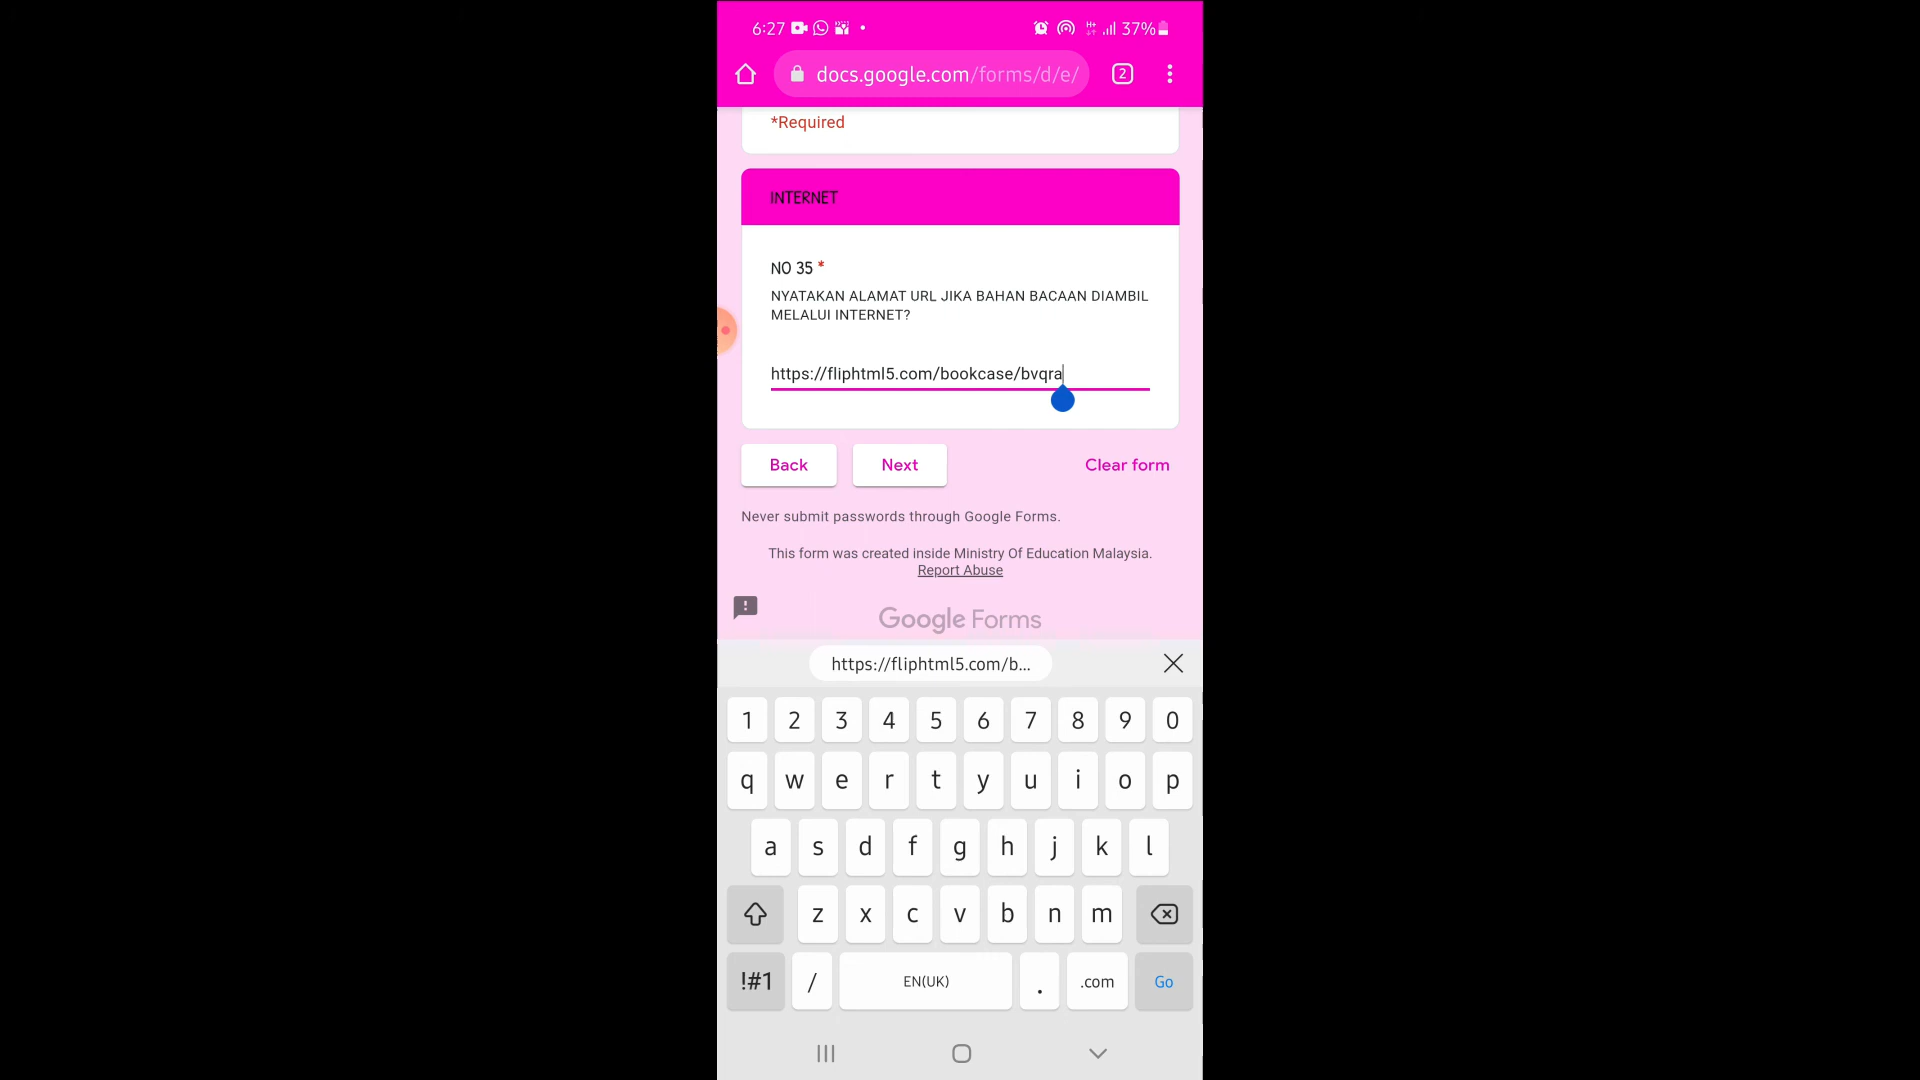 6:27 37%
docs.google.com/forms/d/e/ 2
*Required
INTERNET
NO 35 *
NYATAKAN ALAMAT URL JIKA BAHAN BACAAN DIAMBIL
MELALUI INTERNET?
https://fliphtml5.com/bookcase/bvqra
Back Next Clear form
Never submit passwords through Google Forms.
This form was created inside Ministry Of Education Malaysia.
Report Abuse
Google Forms
https://fliphtml5.com/b...
1 2 3 4 5 6 7 8 9 0
q w e r t y u i o p
a s d f g h j k l
z x c v b n m
!#1 / EN(UK) . .com Go